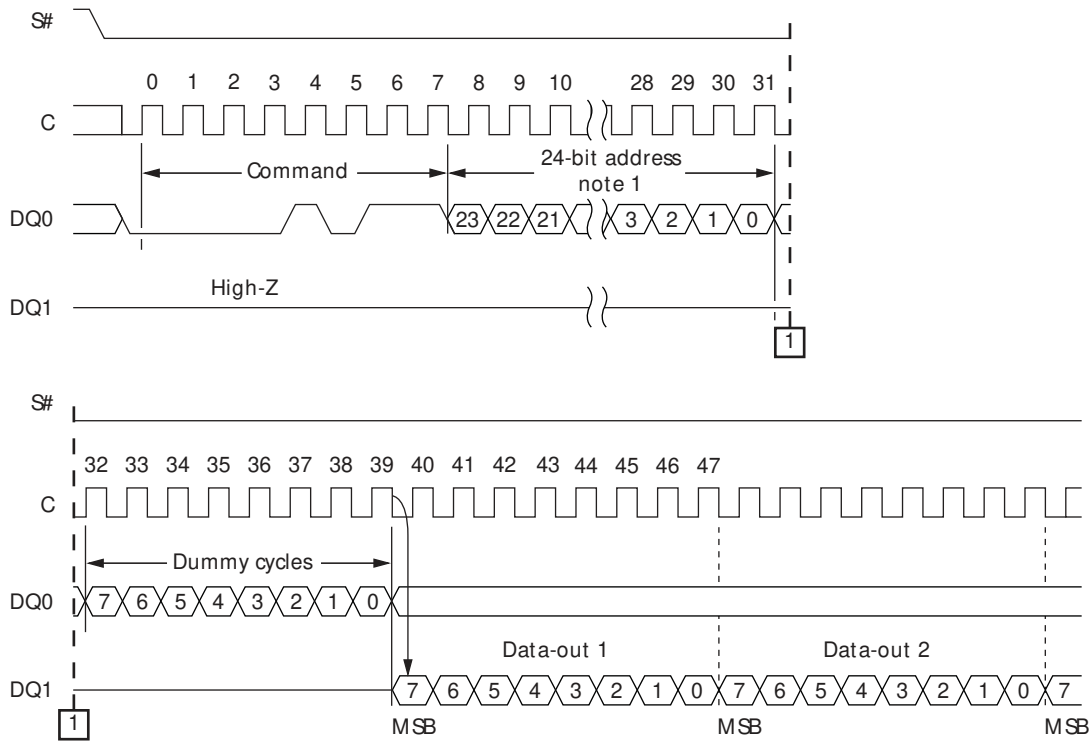 S#
0 1 2 3 4 5 6 7 8 9 10 28 29 30 31
C
Command
24-bit address
note 1
DQ0
23 22 21 3 2 1 0
High-Z
DQ1
1
S#
32 33 34 35 36 37 38 39 40 41 42 43 44 45 46 47
C
Dummy cycles
DQ0
7 6 5 4 3 2 1 0
Data-out 1 Data-out 2
DQ1
7 6 5 4 3 2 1 0 7 6 5 4 3 2 1 0 7
1
MSB MSB MSB